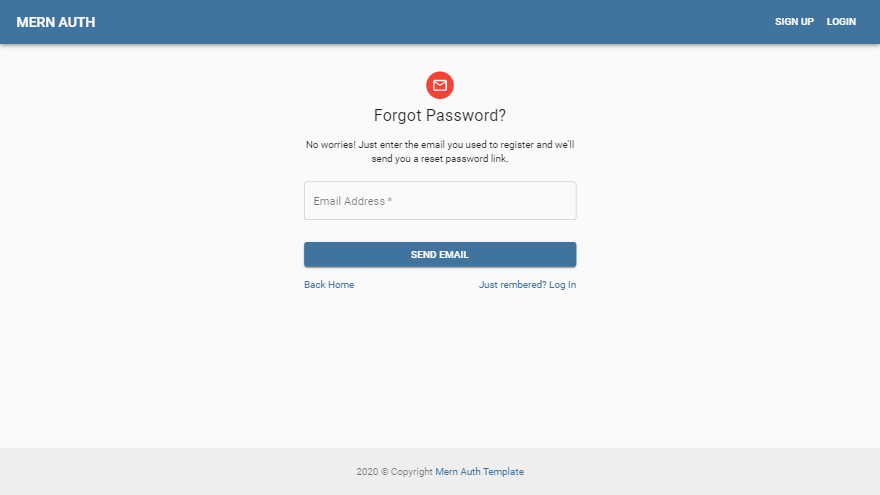 MERN AUTH
SIGN UP
LOGIN
Forgot Password?
No worries! Just enter the email you used to register and we'll
send you a reset password link.
Email Address *
SEND EMAIL
Back Home
Just rembered? Log In
2020 © Copyright Mern Auth Template